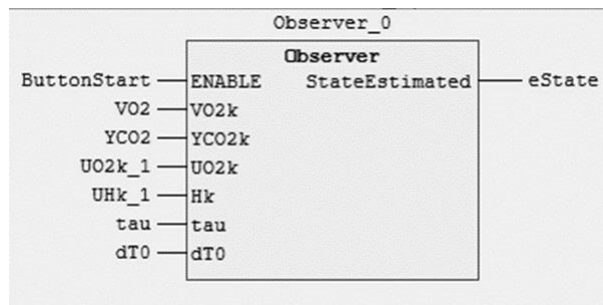 Observer_0
Observer
ButtonStart ENABLE StateEstimated eState
VO2 VO2k
YCO2 YCO2k
UO2k_1 UO2k
UHk_1 Hk
tau tau
dT0 dT0